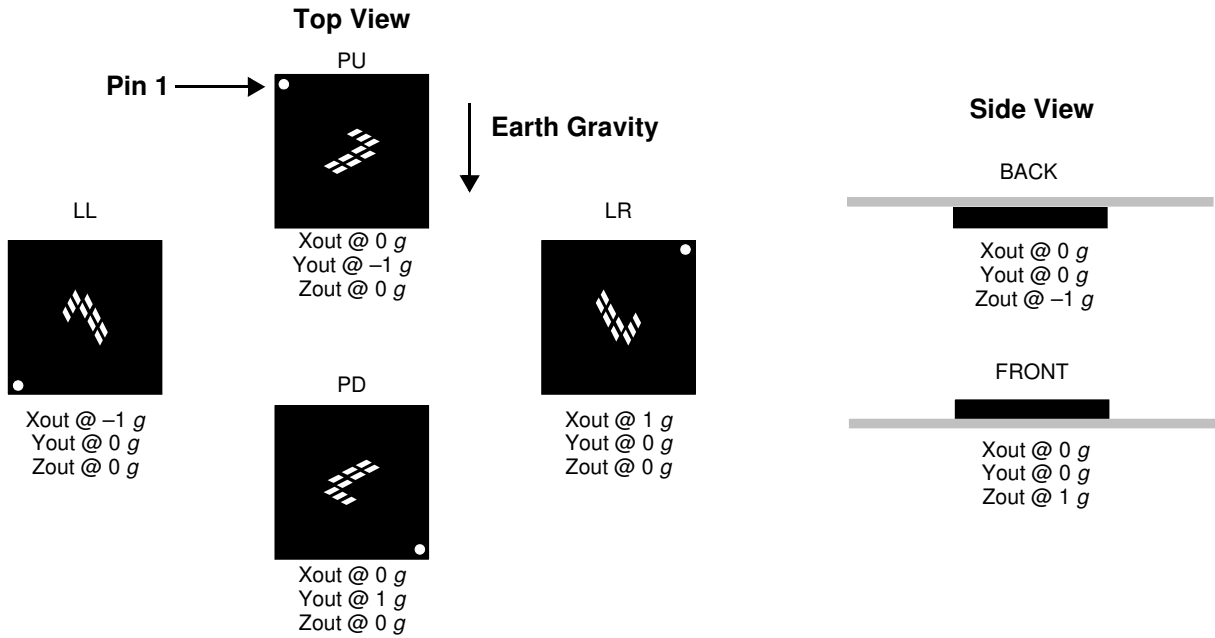 Top View
PU
Pin 1
Earth Gravity
Xout @ 0 g
Yout @ –1 g
Zout @ 0 g
LL
Xout @ –1 g
Yout @ 0 g
Zout @ 0 g
LR
Xout @ 1 g
Yout @ 0 g
Zout @ 0 g
PD
Xout @ 0 g
Yout @ 1 g
Zout @ 0 g
Side View
BACK
Xout @ 0 g
Yout @ 0 g
Zout @ –1 g
FRONT
Xout @ 0 g
Yout @ 0 g
Zout @ 1 g